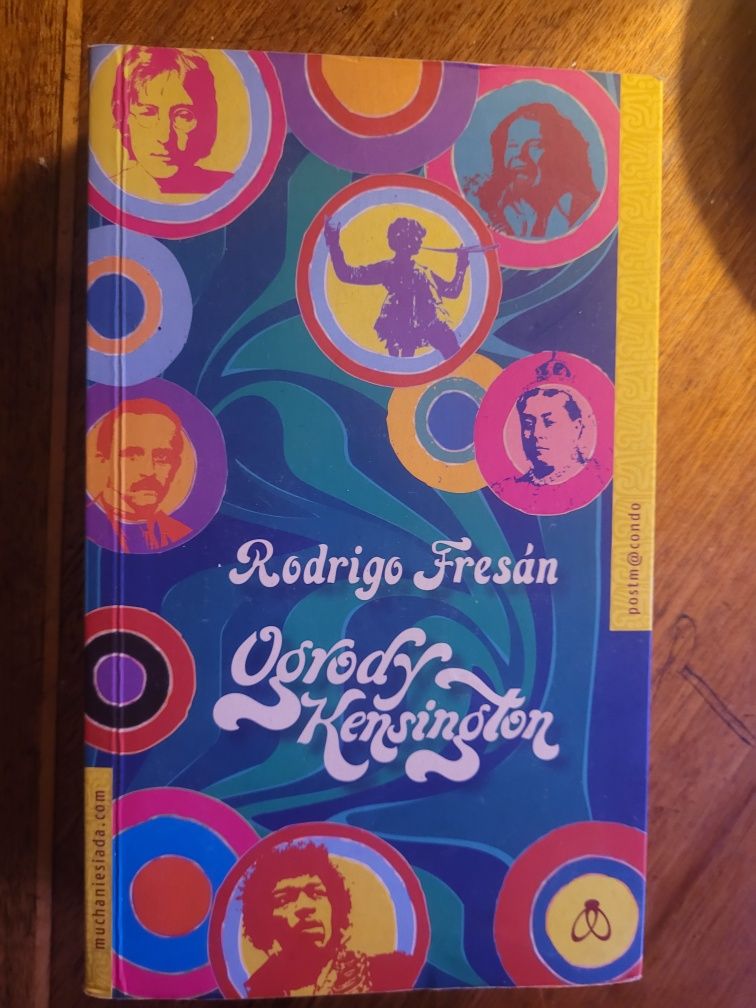 Rodrigo Fresán
Ogrody
Kensington
postm@condo
muchaniesiada.com